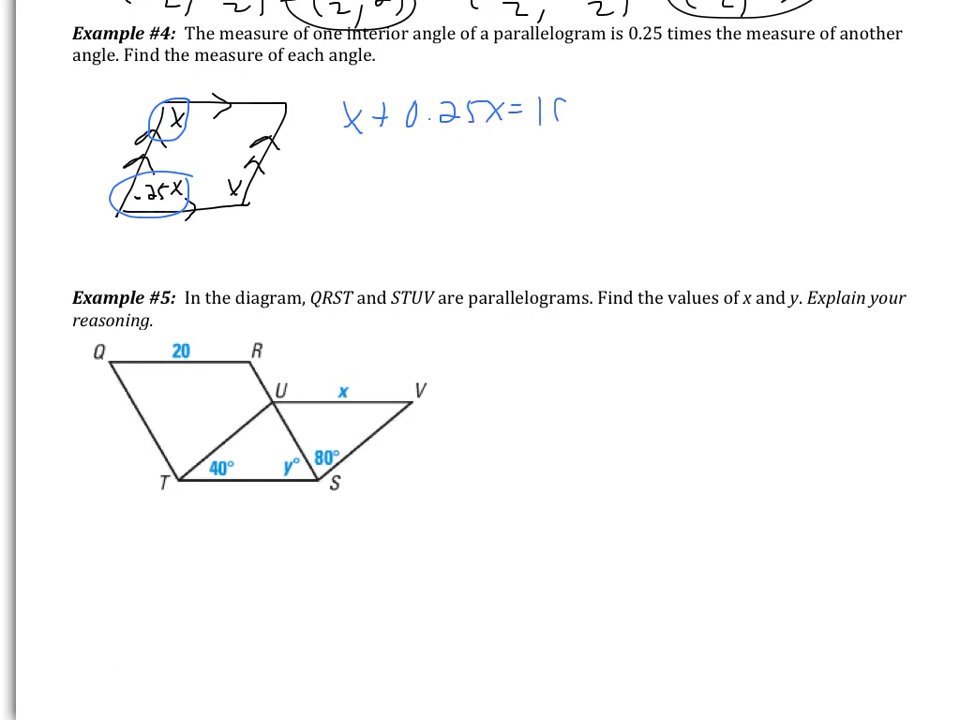 Example #4: The measure of one interior angle of a parallelogram is 0.25 times the measure of another
angle. Find the measure of each angle.
x
x + 0.25x = 1
.25x
x
Example #5: In the diagram, QRST and STUV are parallelograms. Find the values of x and y. Explain your
reasoning.
Q 20 R
U x V
40° y° 80°
T S